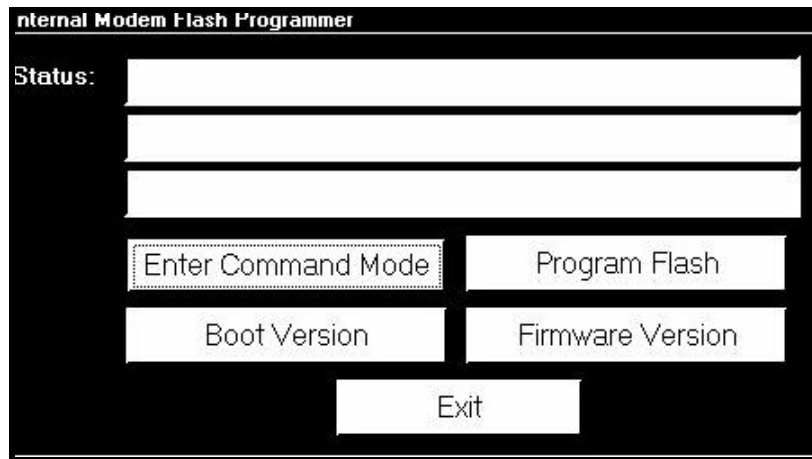 nternal Modem Flash Programmer
Status:
Enter Command Mode Program Flash
Boot Version Firmware Version
Exit